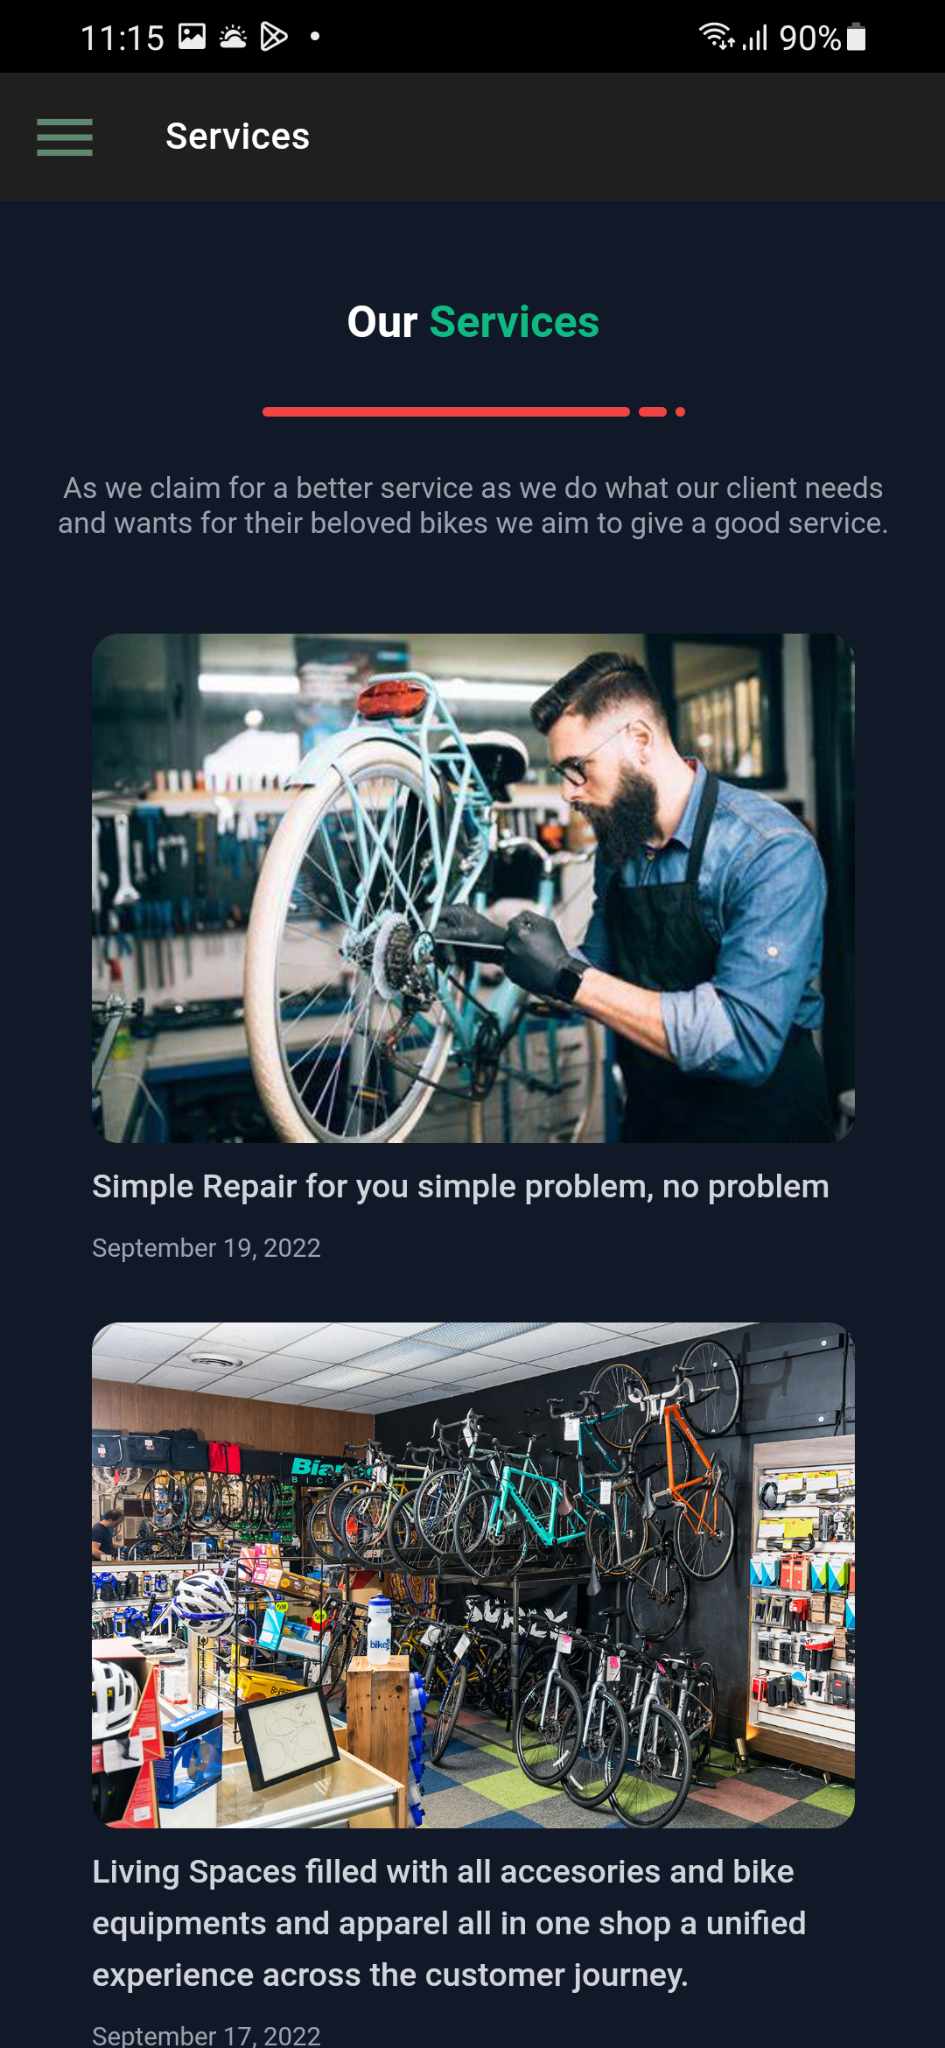 11:15 90%
Services
Our Services
As we claim for a better service as we do what our client needs
and wants for their beloved bikes we aim to give a good service.
Simple Repair for you simple problem, no problem
September 19, 2022
bike
Living Spaces filled with all accesories and bike
equipments and apparel all in one shop a unified
experience across the customer journey.
September 17, 2022